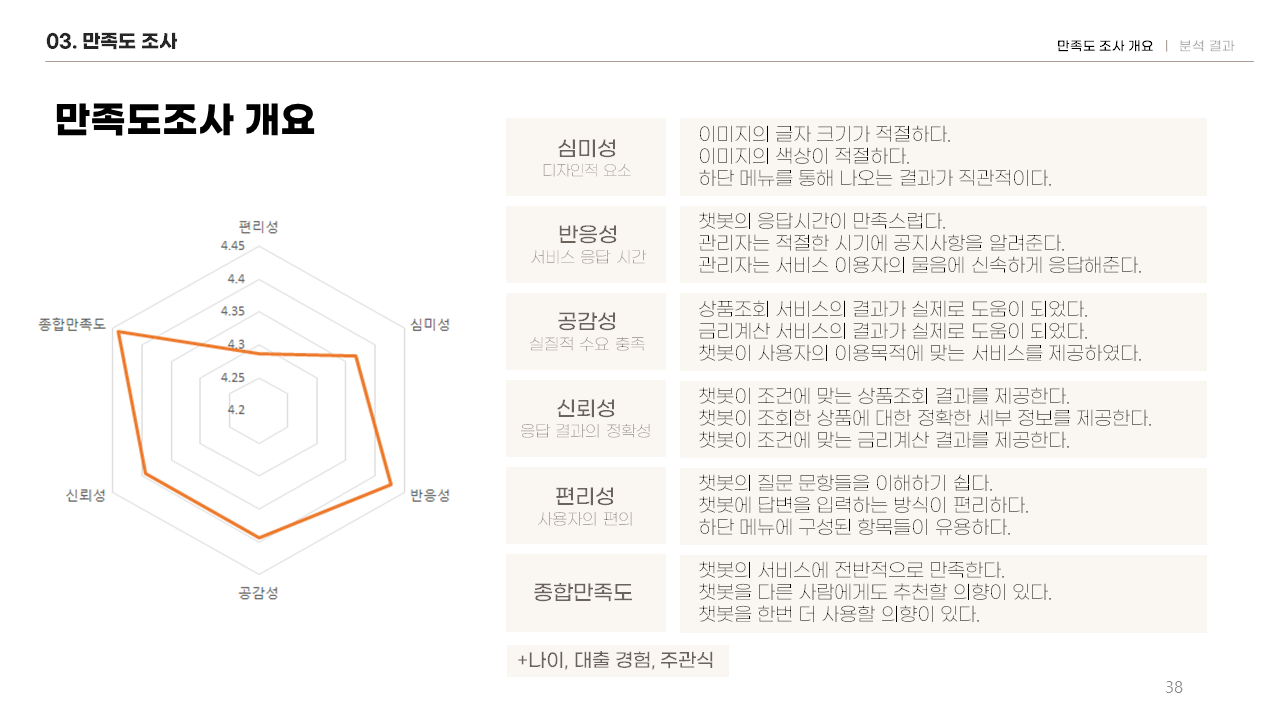 03. 만족도 조사
만족도 조사 개요 | 분석 결과
만족도조사 개요
편리성
4.45
4.4
4.35
4.3
4.25
4.2
종합만족도
심미성
신뢰성
반응성
공감성
심미성
디자인적 요소
이미지의 글자 크기가 적절하다.
이미지의 색상이 적절하다.
하단 메뉴를 통해 나오는 결과가 직관적이다.
반응성
서비스 응답 시간
챗봇의 응답시간이 만족스럽다.
관리자는 적절한 시기에 공지사항을 알려준다.
관리자는 서비스 이용자의 물음에 신속하게 응답해준다.
공감성
실질적 수요 충족
상품조회 서비스의 결과가 실제로 도움이 되었다.
금리계산 서비스의 결과가 실제로 도움이 되었다.
챗봇이 사용자의 이용목적에 맞는 서비스를 제공하였다.
신뢰성
응답 결과의 정확성
챗봇이 조건에 맞는 상품조회 결과를 제공한다.
챗봇이 조회한 상품에 대한 정확한 세부 정보를 제공한다.
챗봇이 조건에 맞는 금리계산 결과를 제공한다.
편리성
사용자의 편의
챗봇의 질문 문항들을 이해하기 쉽다.
챗봇에 답변을 입력하는 방식이 편리하다.
하단 메뉴에 구성된 항목들이 유용하다.
종합만족도
챗봇의 서비스에 전반적으로 만족한다.
챗봇을 다른 사람에게도 추천할 의향이 있다.
챗봇을 한번 더 사용할 의향이 있다.
+나이, 대출 경험, 주관식
38